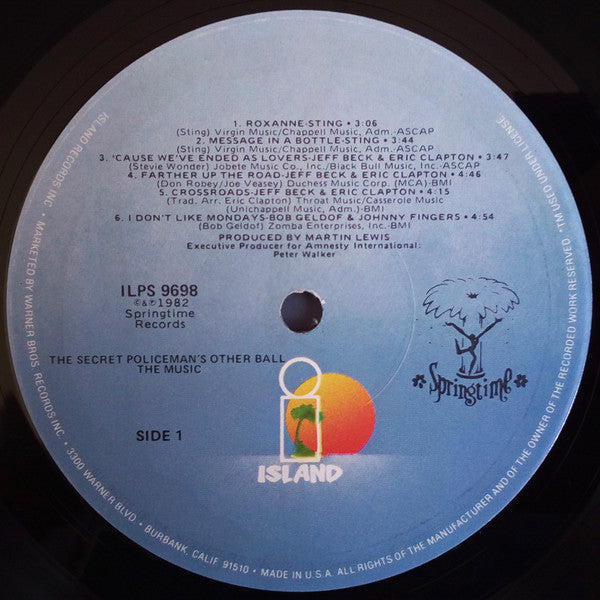 1. ROXANNE-STING • 3:06
(Sting) Virgin Music/Chappell Music, Adm.-ASCAP
2. MESSAGE IN A BOTTLE-STING • 3:44
(Sting) Virgin Music/Chappell Music, Adm.-ASCAP
3. 'CAUSE WE'VE ENDED AS LOVERS-JEFF BECK & ERIC CLAPTON • 3:47
(Stevie Wonder) Jobete Music Co., Inc./Black Bull Music, Inc.-ASCAP
4. FARTHER UP THE ROAD-JEFF BECK & ERIC CLAPTON • 4:46
(Don Robey/Joe Veasey) Duchess Music Corp. (MCA)-BMI
5. CROSSROADS-JEFF BECK & ERIC CLAPTON • 4:15
(Trad. Arr. Eric Clapton) Throat Music/Casserole Music
(Unichappell Music, Adm.)-BMI
6. I DON'T LIKE MONDAYS-BOB GELDOF & JOHNNY FINGERS • 4:54
(Bob Geldof) Zomba Enterprises, Inc.-BMI
PRODUCED BY MARTIN LEWIS
Executive Producer for Amnesty International:
Peter Walker
ILPS 9698
©&℗1982
Springtime
Records
Springtime
THE SECRET POLICEMAN'S OTHER BALL
THE MUSIC
SIDE 1
ISLAND
ISLAND RECORDS INC. • MARKETED BY WARNER BROS. RECORDS INC. • 3300 WARNER BLVD • BURBANK, CALIF 91510 • MADE IN U.S.A. ALL RIGHTS OF THE MANUFACTURER AND OF THE OWNER OF THE RECORDED WORK RESERVED. •TM USED UNDER LICENSE